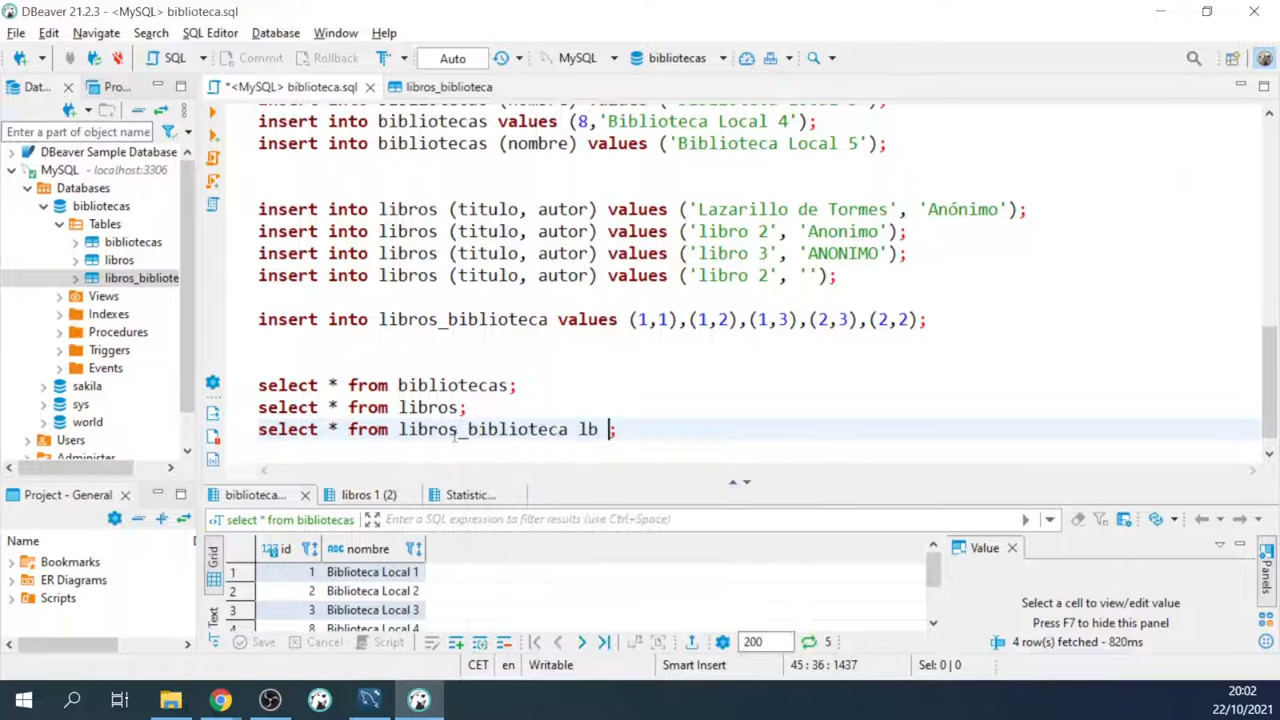 DBeaver 21.2.3 - <MySQL> biblioteca.sql
File Edit Navigate Search SQL Editor Database Window Help
SQL Commit Rollback Auto MySQL bibliotecas
Dat... Pro... *<MySQL> biblioteca.sql libros_biblioteca
Enter a part of object name
DBeaver Sample Database
MySQL - localhost:3306
Databases
bibliotecas
Tables
bibliotecas
libros
libros_bibliote
Views
Indexes
Procedures
Triggers
Events
sakila
sys
world
Users
Administer
insert into bibliotecas values (8,'Biblioteca Local 4');
insert into bibliotecas (nombre) values ('Biblioteca Local 5');
insert into libros (titulo, autor) values ('Lazarillo de Tormes', 'Anónimo');
insert into libros (titulo, autor) values ('libro 2', 'Anonimo');
insert into libros (titulo, autor) values ('libro 3', 'ANONIMO');
insert into libros (titulo, autor) values ('libro 2', '');
insert into libros_biblioteca values (1,1),(1,2),(1,3),(2,3),(2,2);
select * from bibliotecas;
select * from libros;
select * from libros_biblioteca lb ;
Project - General
Name
Bookmarks
ER Diagrams
Scripts
biblioteca... libros 1 (2) Statistic...
select * from bibliotecas Enter a SQL expression to filter results (use Ctrl+Space)
Grid
Text
123 id ABC nombre
1 1 Biblioteca Local 1
2 2 Biblioteca Local 2
3 3 Biblioteca Local 3
8 Biblioteca Local 4
Value
Select a cell to view/edit value
Press F7 to hide this panel
Panels
Save Cancel Script 200 5 4 row(s) fetched - 820ms
CET en Writable Smart Insert 45 : 36 : 1437 Sel: 0 | 0
20:02
22/10/2021